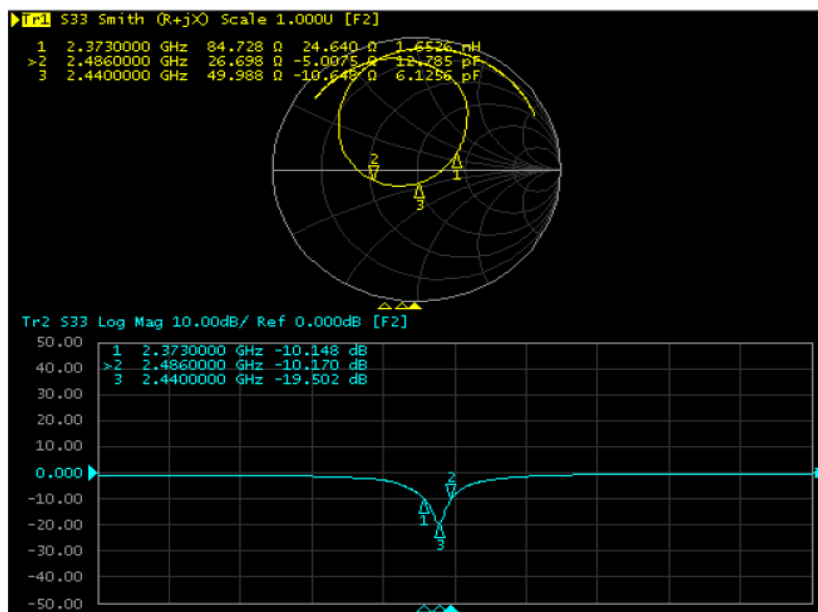 Tr1 S33 Smith (R+jX) Scale 1.000U [F2]
1 2.3730000 GHz 84.728 Ω 24.640 Ω 1.6526 nH
>2 2.4860000 GHz 26.698 Ω -5.0075 Ω 12.785 pF
3 2.4400000 GHz 49.988 Ω -10.648 Ω 6.1256 pF
2
1
3
Tr2 S33 Log Mag 10.00dB/ Ref 0.000dB [F2]
50.00
1 2.3730000 GHz -10.148 dB
40.00
>2 2.4860000 GHz -10.170 dB
3 2.4400000 GHz -19.502 dB
30.00
20.00
10.00
0.000
2
-10.00
1
-20.00
3
-30.00
-40.00
-50.00